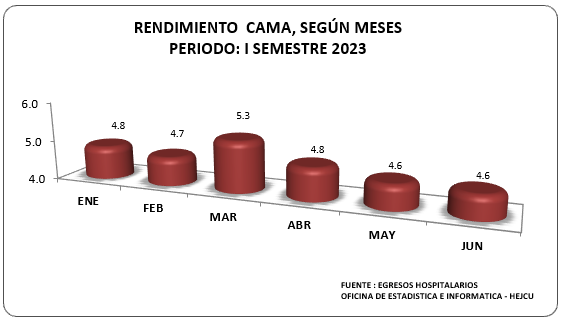 RENDIMIENTO CAMA, SEGÚN MESES
PERIODO: I SEMESTRE 2023
6.0
5.0
4.0
4.8
4.7
5.3
4.8
4.6
4.6
ENE
FEB
MAR
ABR
MAY
JUN
FUENTE : EGRESOS HOSPITALARIOS
OFICINA DE ESTADISTICA E INFORMATICA - HEJCU